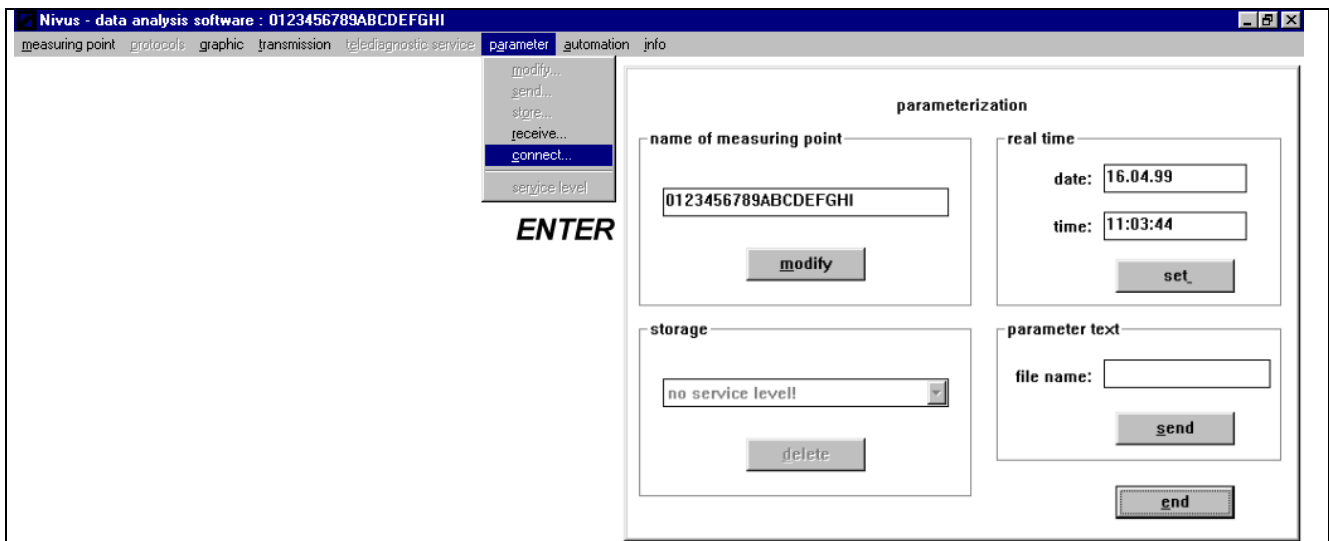 Nivus - data analysis software : 0123456789ABCDEFGHI
measuring point protocols graphic transmission telediagnostic service parameter automation info
modify...
send...
store...
receive...
connect...
service level
ENTER
parameterization
name of measuring point
0123456789ABCDEFGHI
modify
real time
date: 16.04.99
time: 11:03:44
set_
storage
no service level!
delete
parameter text
file name:
send
end